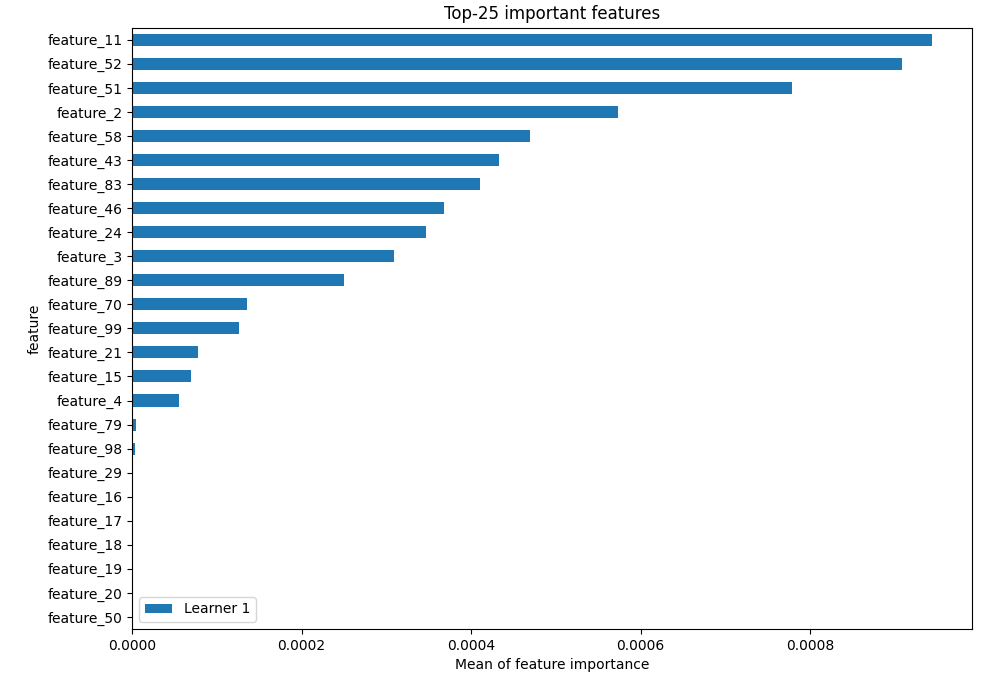 Top-25 important features
feature_11
feature_52
feature_51
feature_2
feature_58
feature_43
feature_83
feature_46
feature_24
feature_3
feature_89
feature_70
feature_99
feature_21
feature_15
feature_4
feature_79
feature_98
feature_29
feature_16
feature_17
feature_18
feature_19
feature_20
feature_50
feature
Learner 1
0.0000 0.0002 0.0004 0.0006 0.0008
Mean of feature importance